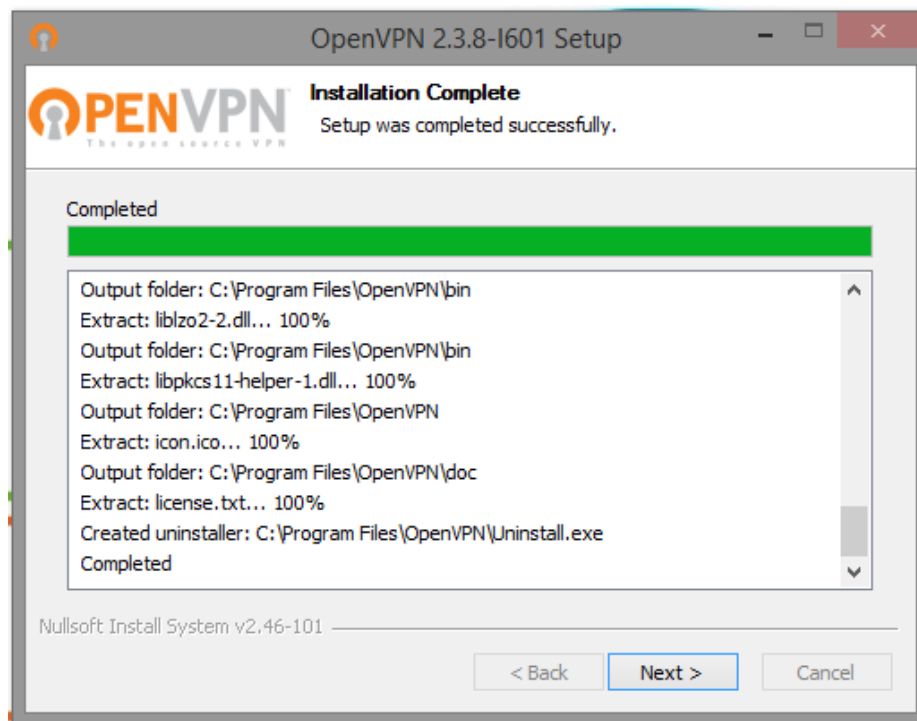 OpenVPN 2.3.8-I601 Setup
OPENVPN
The open source VPN
Installation Complete
Setup was completed successfully.
Completed
Output folder: C:\Program Files\OpenVPN\bin
Extract: liblzo2-2.dll... 100%
Output folder: C:\Program Files\OpenVPN\bin
Extract: libpkcs11-helper-1.dll... 100%
Output folder: C:\Program Files\OpenVPN
Extract: icon.ico... 100%
Output folder: C:\Program Files\OpenVPN\doc
Extract: license.txt... 100%
Created uninstaller: C:\Program Files\OpenVPN\Uninstall.exe
Completed
Nullsoft Install System v2.46-101
< Back Next > Cancel